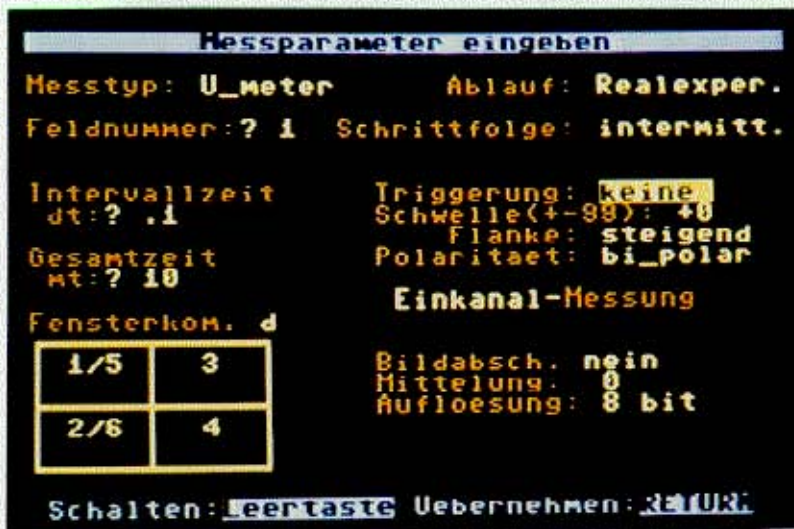 Messparameter eingeben
Messtyp: U_meter Ablauf: Realexper.
Feldnummer:? 1 Schrittfolge: intermitt.
Intervallzeit Triggerung: keine
dt:? .1 Schwelle(+-99): +0
Flanke: steigend
Gesamtzeit Polaritaet: bi_polar
mt:? 10
Einkanal-Messung
Fensterkom. d
1/5 3
Bildabsch. nein
Mittelung: 0
Aufloesung: 8 bit
2/6 4
Schalten: Leertaste Uebernehmen: RETURN